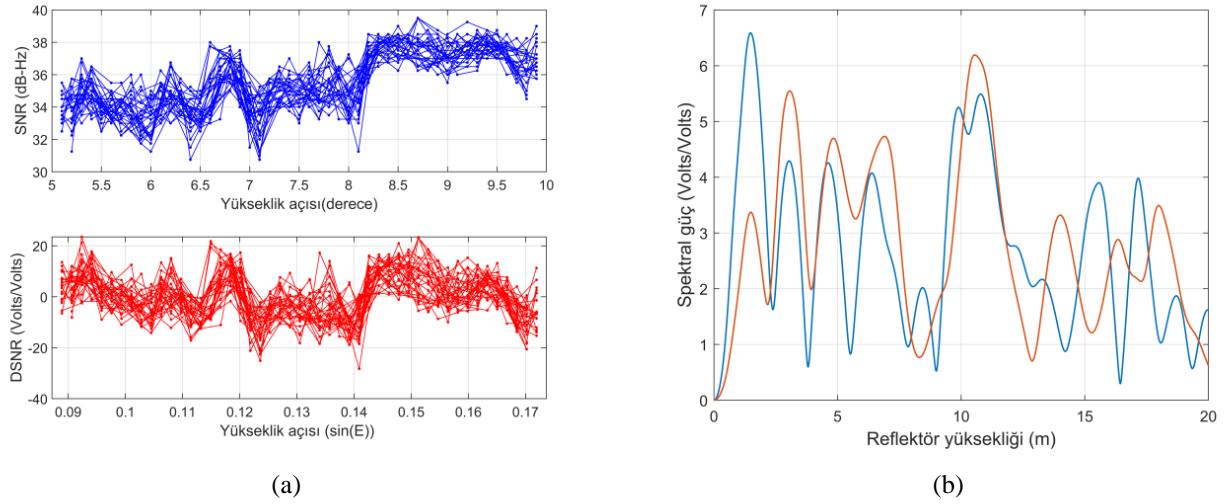 40
38
36
34
32
30
SNR (dB-Hz)
5 5.5 6 6.5 7 7.5 8 8.5 9 9.5 10
Yükseklik açısı(derece)
20
0
-20
-40
DSNR (Volts/Volts)
0.09 0.1 0.11 0.12 0.13 0.14 0.15 0.16 0.17
Yükseklik açısı (sin(E))
(a)
7
6
5
4
3
2
1
0
Spektral güç (Volts/Volts)
0 5 10 15 20
Reflektör yüksekliği (m)
(b)